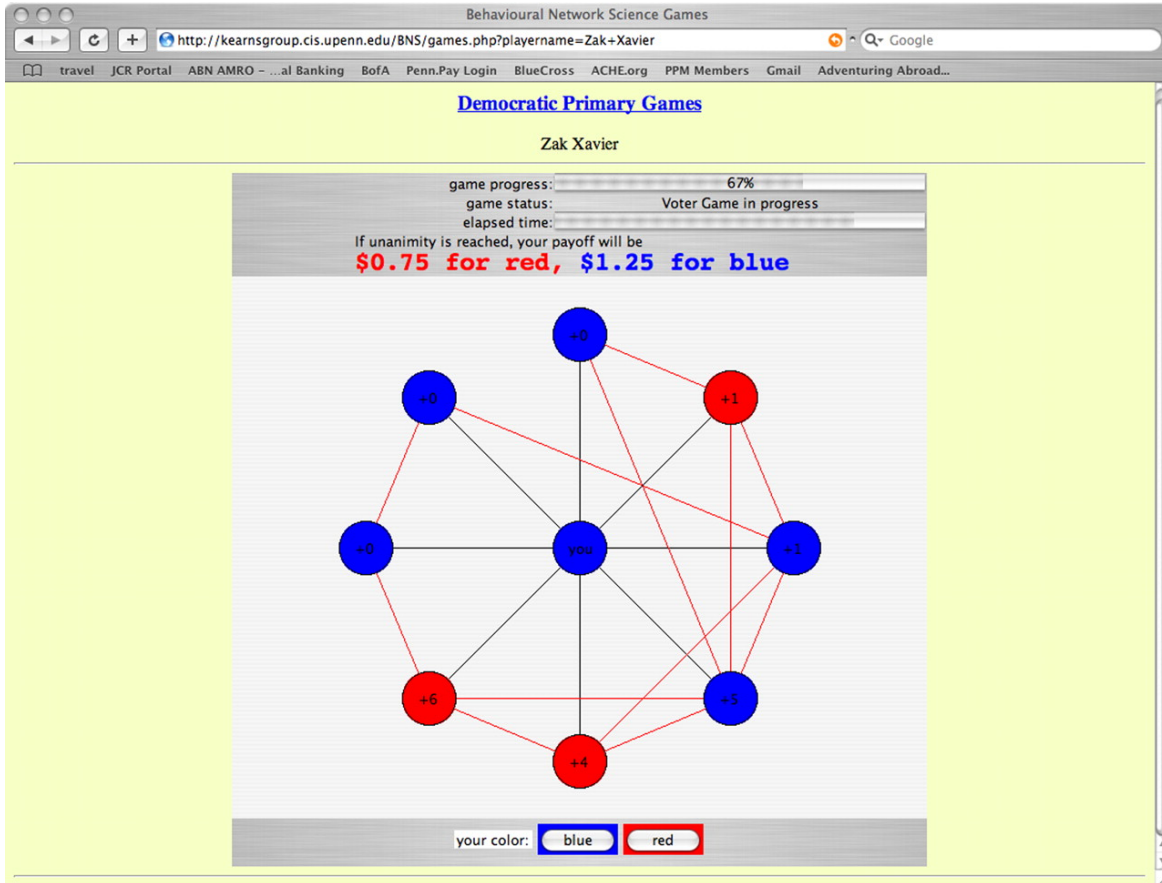 Behavioural Network Science Games
http://kearnsgroup.cis.upenn.edu/BNS/games.php?playername=Zak+Xavier
Google
travel JCR Portal ABN AMRO – ...al Banking BofA Penn.Pay Login BlueCross ACHE.org PPM Members Gmail Adventuring Abroad...
Democratic Primary Games
Zak Xavier
game progress: 67%
game status: Voter Game in progress
elapsed time:
If unanimity is reached, your payoff will be
$0.75 for red, $1.25 for blue
+0
+0
+1
+0
you
+1
+6
+5
+4
your color: blue red